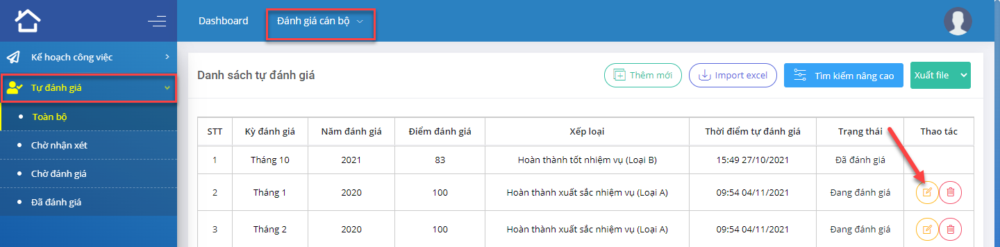 Dashboard Đánh giá cán bộ
Kế hoạch công việc
Tự đánh giá
Toàn bộ
Chờ nhận xét
Chờ đánh giá
Đã đánh giá
Danh sách tự đánh giá Thêm mới Import excel Tìm kiếm nâng cao Xuất file
STT Kỳ đánh giá Năm đánh giá Điểm đánh giá Xếp loại Thời điểm tự đánh giá Trạng thái Thao tác
1 Tháng 10 2021 83 Hoàn thành tốt nhiệm vụ (Loại B) 15:49 27/10/2021 Đã đánh giá
2 Tháng 1 2020 100 Hoàn thành xuất sắc nhiệm vụ (Loại A) 09:54 04/11/2021 Đang đánh giá
3 Tháng 2 2020 100 Hoàn thành xuất sắc nhiệm vụ (Loại A) 09:54 04/11/2021 Đang đánh giá